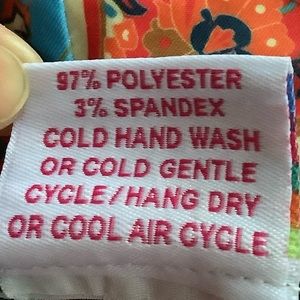 97% POLYESTER
3% SPANDEX
COLD HAND WASH
OR COLD GENTLE
CYCLE/HANG DRY
OR COOL AIR CYCLE